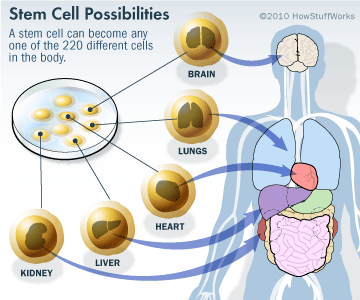 Stem Cell Possibilities
©2010 HowStuffWorks
A stem cell can become any
one of the 220 different cells
in the body.
BRAIN
LUNGS
HEART
LIVER
KIDNEY